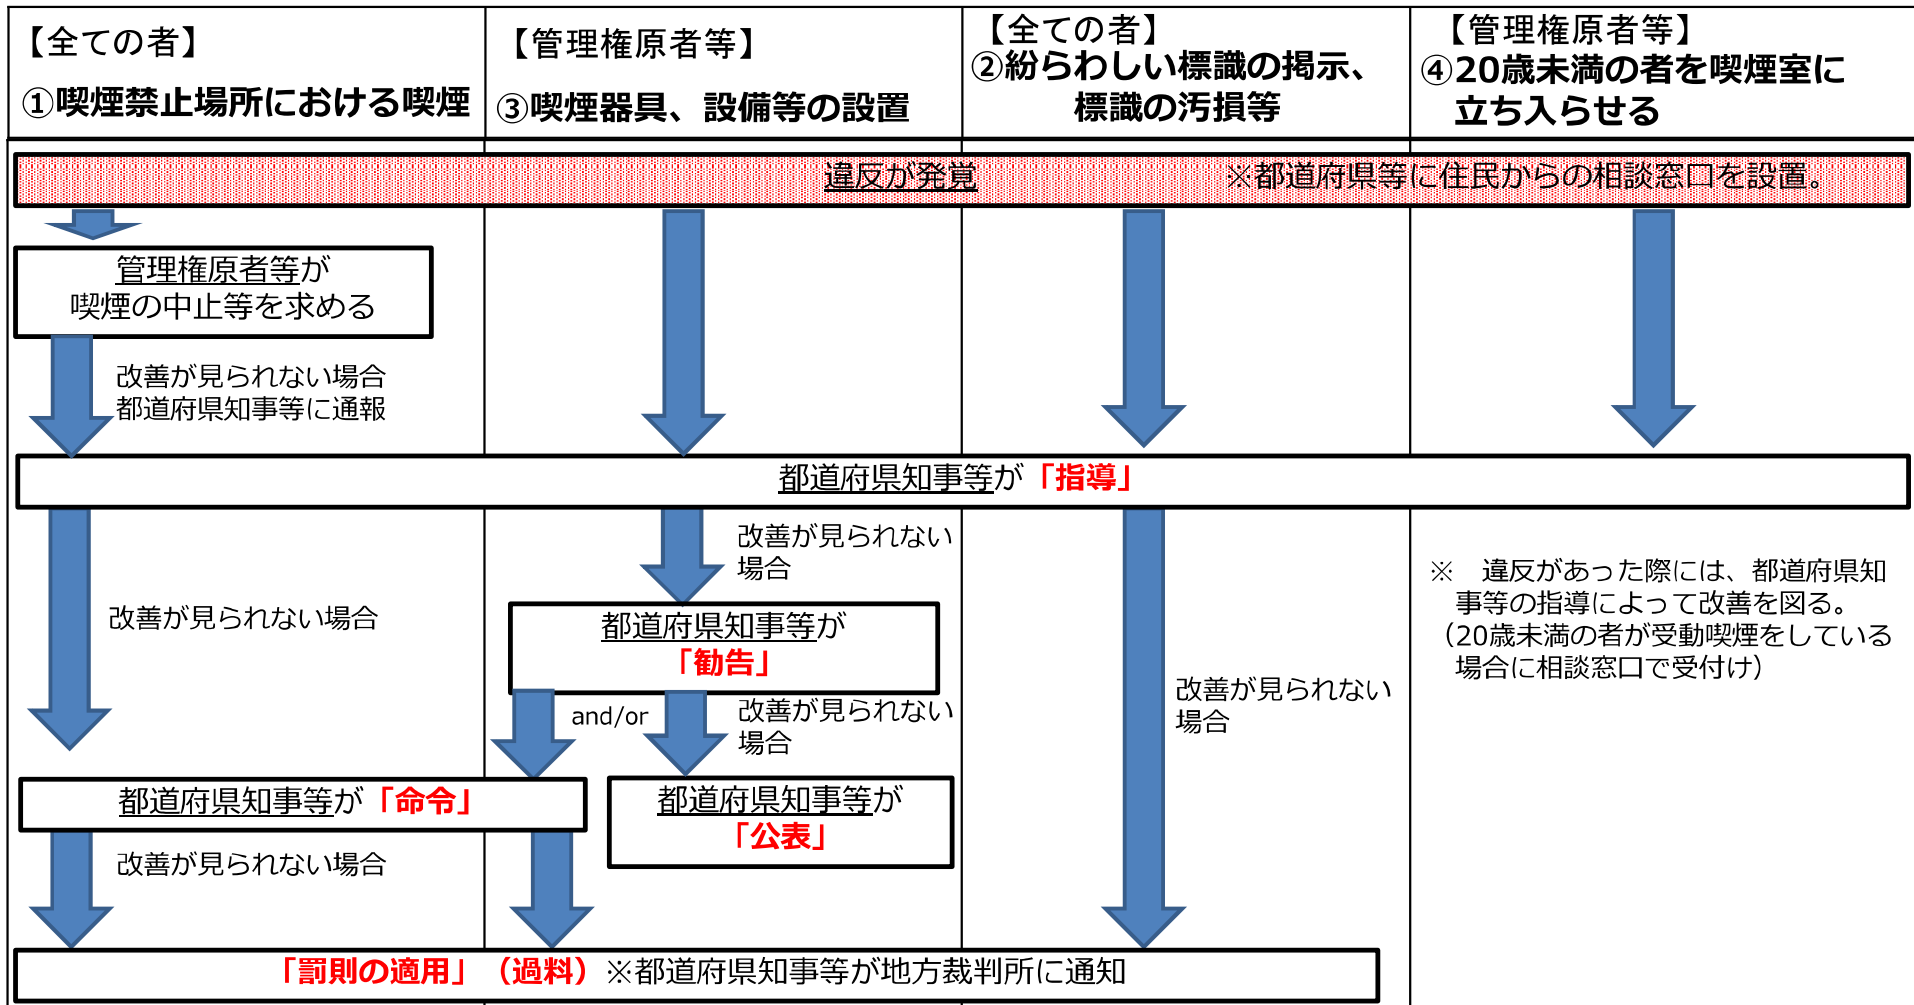 【全ての者】
①喫煙禁止場所における喫煙
【管理権原者等】
③喫煙器具、設備等の設置
【全ての者】
②紛らわしい標識の掲示、
標識の汚損等
【管理権原者等】
④20歳未満の者を喫煙室に
立ち入らせる
違反が発覚 ※都道府県等に住民からの相談窓口を設置。
管理権原者等が
喫煙の中止等を求める
改善が見られない場合
都道府県知事等に通報
都道府県知事等が「指導」
改善が見られない場合
改善が見られない
場合
都道府県知事等が
「勧告」
and/or
改善が見られない
場合
改善が見られない
場合
※ 違反があった際には、都道府県知
事等の指導によって改善を図る。
(20歳未満の者が受動喫煙をしている
場合に相談窓口で受付け)
都道府県知事等が「命令」
都道府県知事等が
「公表」
改善が見られない場合
「罰則の適用」(過料)※都道府県知事等が地方裁判所に通知